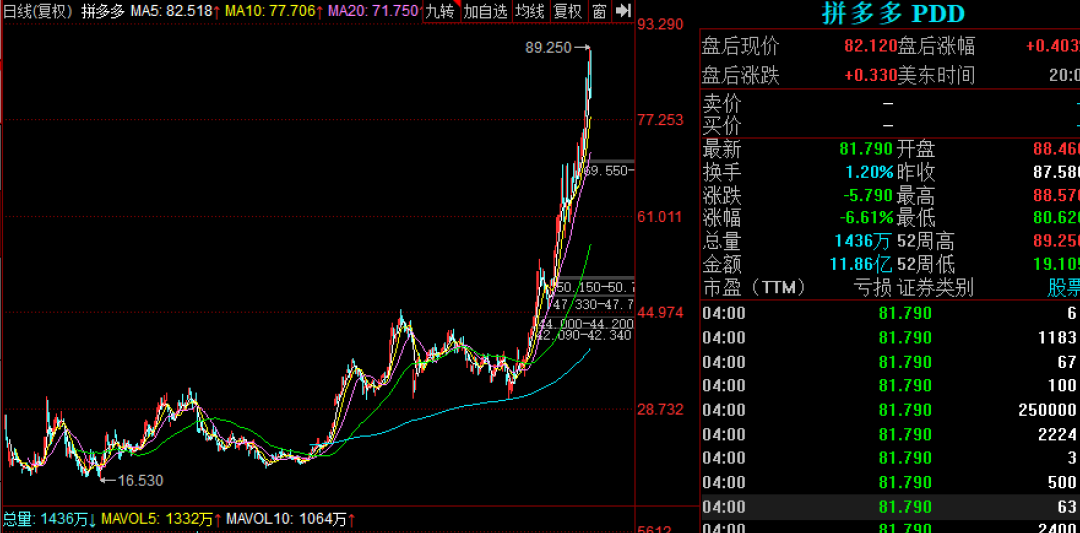 日线(复权) 拼多多 MA5: 82.518↑ MA10: 77.706↑ MA20: 71.750↑ 九转 加自选 均线 复权 窗
拼多多 PDD
93.290
89.250
77.253
69.550
61.011
50.150-50.7
47.330-47.7
44.974
44.000-44.200
42.090-42.340
28.732
16.530
总量: 1436万↓ MAVOL5: 1332万↑ MAVOL10: 1064万↑
5612
盘后现价 82.120 盘后涨幅 +0.403
盘后涨跌 +0.330 美东时间 20:0
卖价 – –
买价 – –
最新 81.790 开盘 88.460
换手 1.20% 昨收 87.580
涨跌 -5.790 最高 88.570
涨幅 -6.61% 最低 80.620
总量 1436万 52周高 89.250
金额 11.86亿 52周低 19.105
市盈（TTM） 亏损 证券类别 股票
04:00 81.790 6
04:00 81.790 1183
04:00 81.790 67
04:00 81.790 100
04:00 81.790 250000
04:00 81.790 2224
04:00 81.790 3
04:00 81.790 500
04:00 81.790 63
04:00 81.790 2400